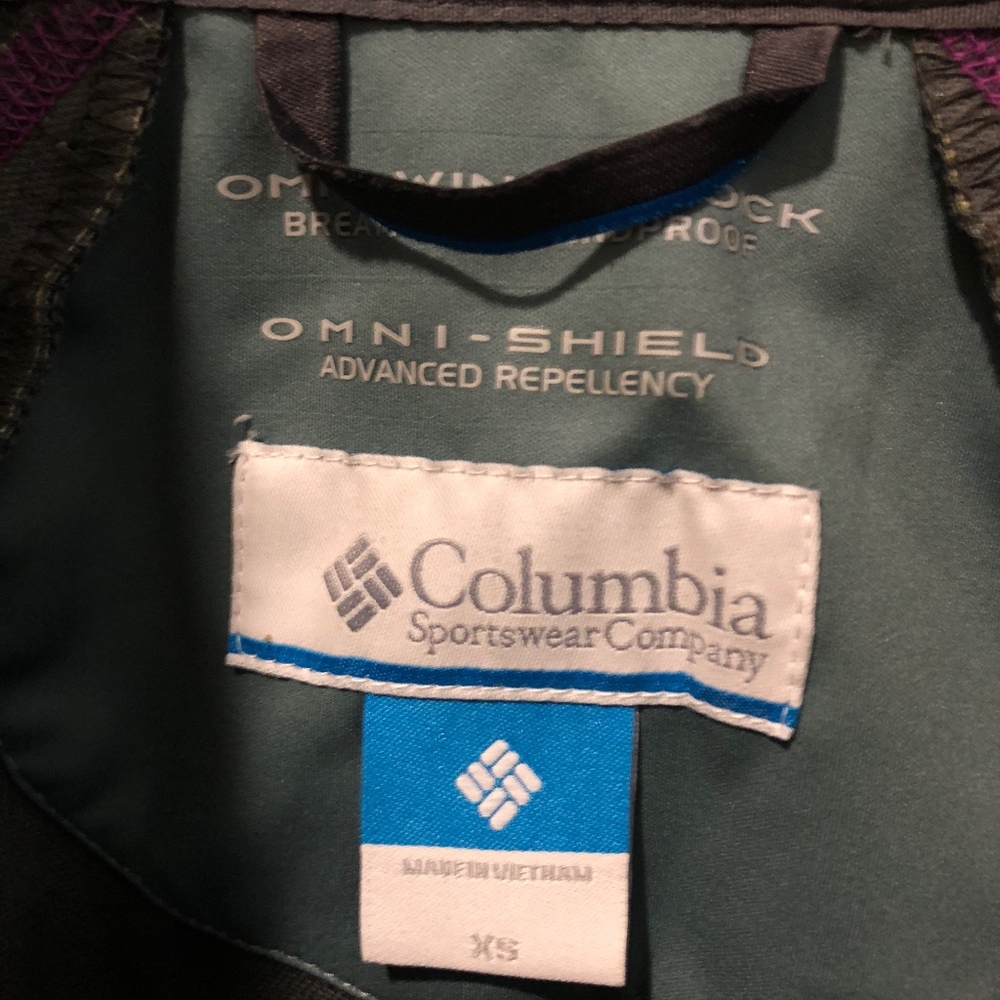 OMNI-SHIELD
ADVANCED REPELLENCY
Columbia
Sportswear Company
MADE IN VIETNAM
XS